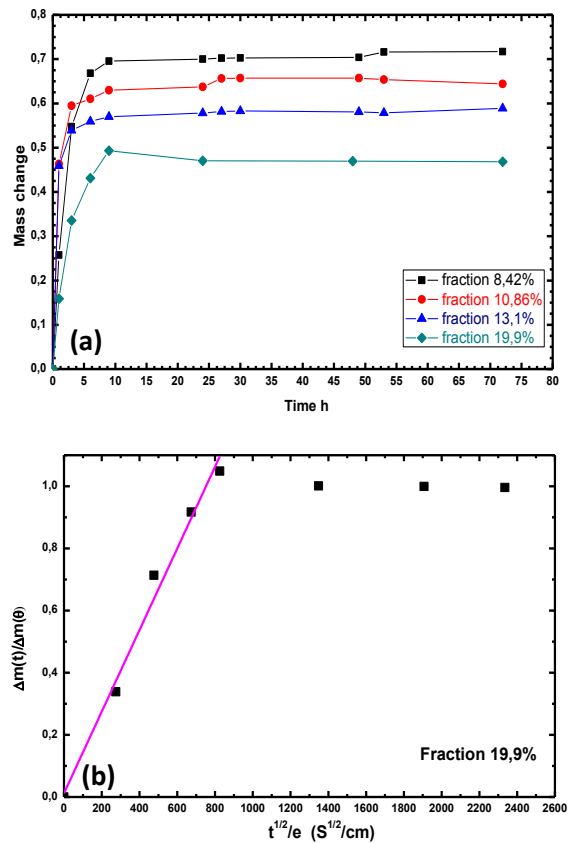 (a)
Mass change
0,8
0,7
0,6
0,5
0,4
0,3
0,2
0,1
0,0
fraction 8,42%
fraction 10,86%
fraction 13,1%
fraction 19,9%
0 5 10 15 20 25 30 35 40 45 50 55 60 65 70 75 80
Time h
Δm(t)/Δm(θ)
1,0
0,8
0,6
0,4
0,2
0,0
(b)
Fraction 19,9%
0 200 400 600 800 1000 1200 1400 1600 1800 2000 2200 2400 2600
t^1/2/e (S^1/2/cm)